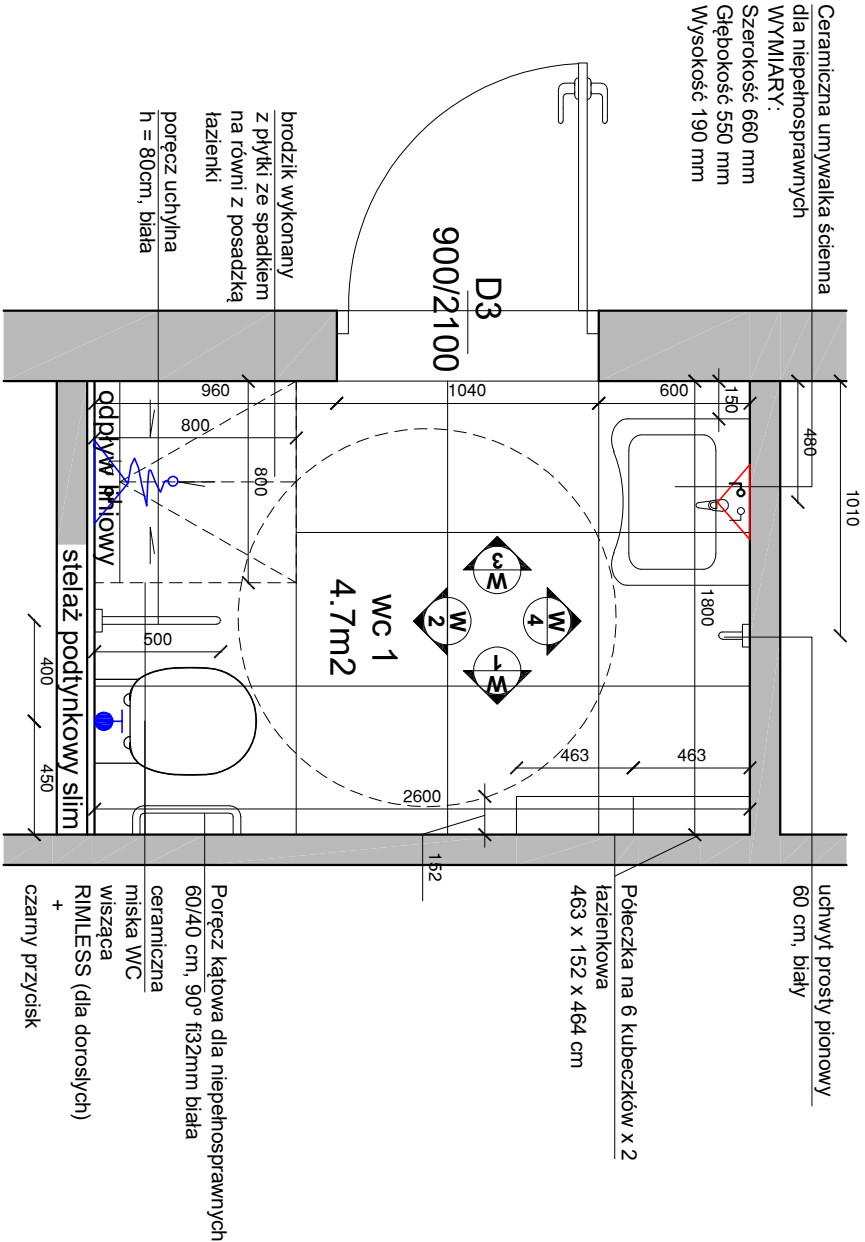 Ceramiczna umywalka ścienna
dla niepełnosprawnych
WYMIARY:
Szerokość 660 mm
Głębokość 550 mm
Wysokość 190 mm
brodzik wykonany
z płytki ze spadkiem
na równi z posadzką
łazienki
poręcz uchylna
h = 80cm, biała
D3
900/2100
1010
480
150
600
1040
960
800
800
odpływ liniowy
1800
W
3
W
4
W
2
W
1
wc 1
4.7m2
500
400
450
stelaż podtynkowy slim
463
463
2600
152
uchwyt prosty pionowy
60 cm, biały
Półeczka na 6 kubeczków x 2
łazienkowa
463 x 152 x 464 cm
Poręcz kątowa dla niepełnosprawnych
60/40 cm, 90º fi32mm biała
ceramiczna
miska WC
wisząca
RIMLESS (dla dorosłych)
+
czarny przycisk